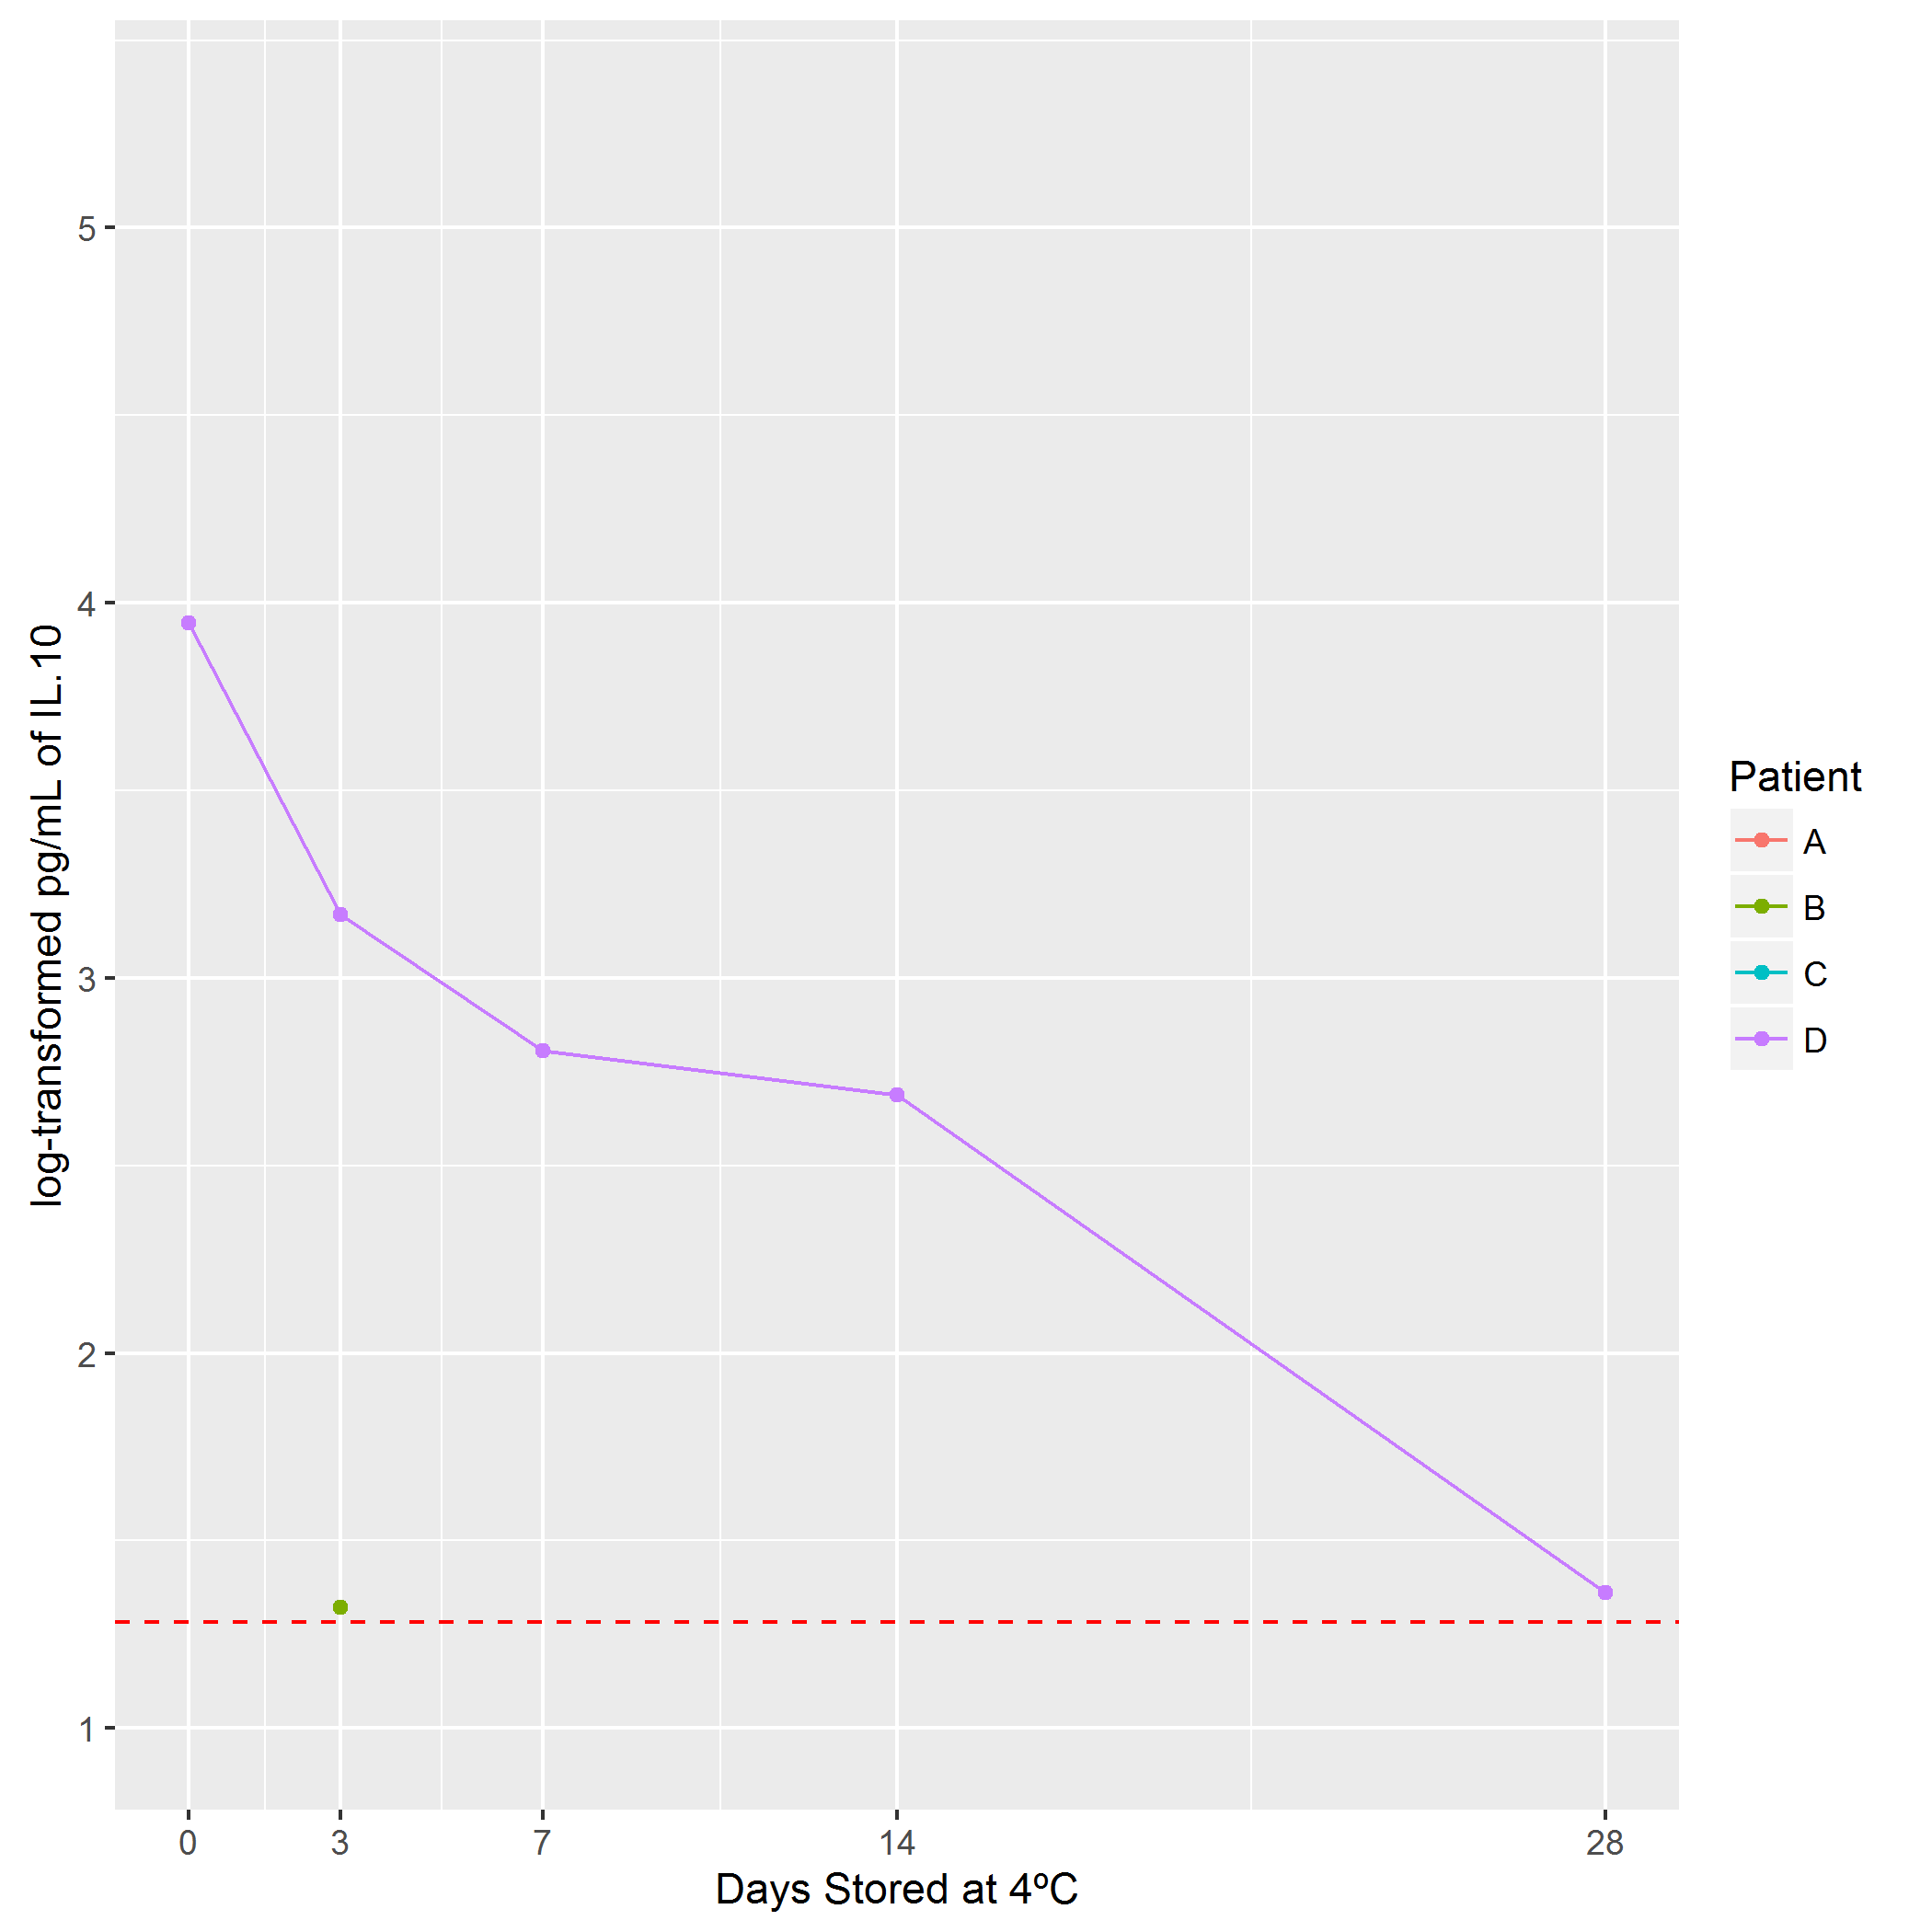 log-transformed pg/mL of IL.10
5
4
3
2
1
0 3 7 14 28
Days Stored at 4ºC
Patient
A
B
C
D